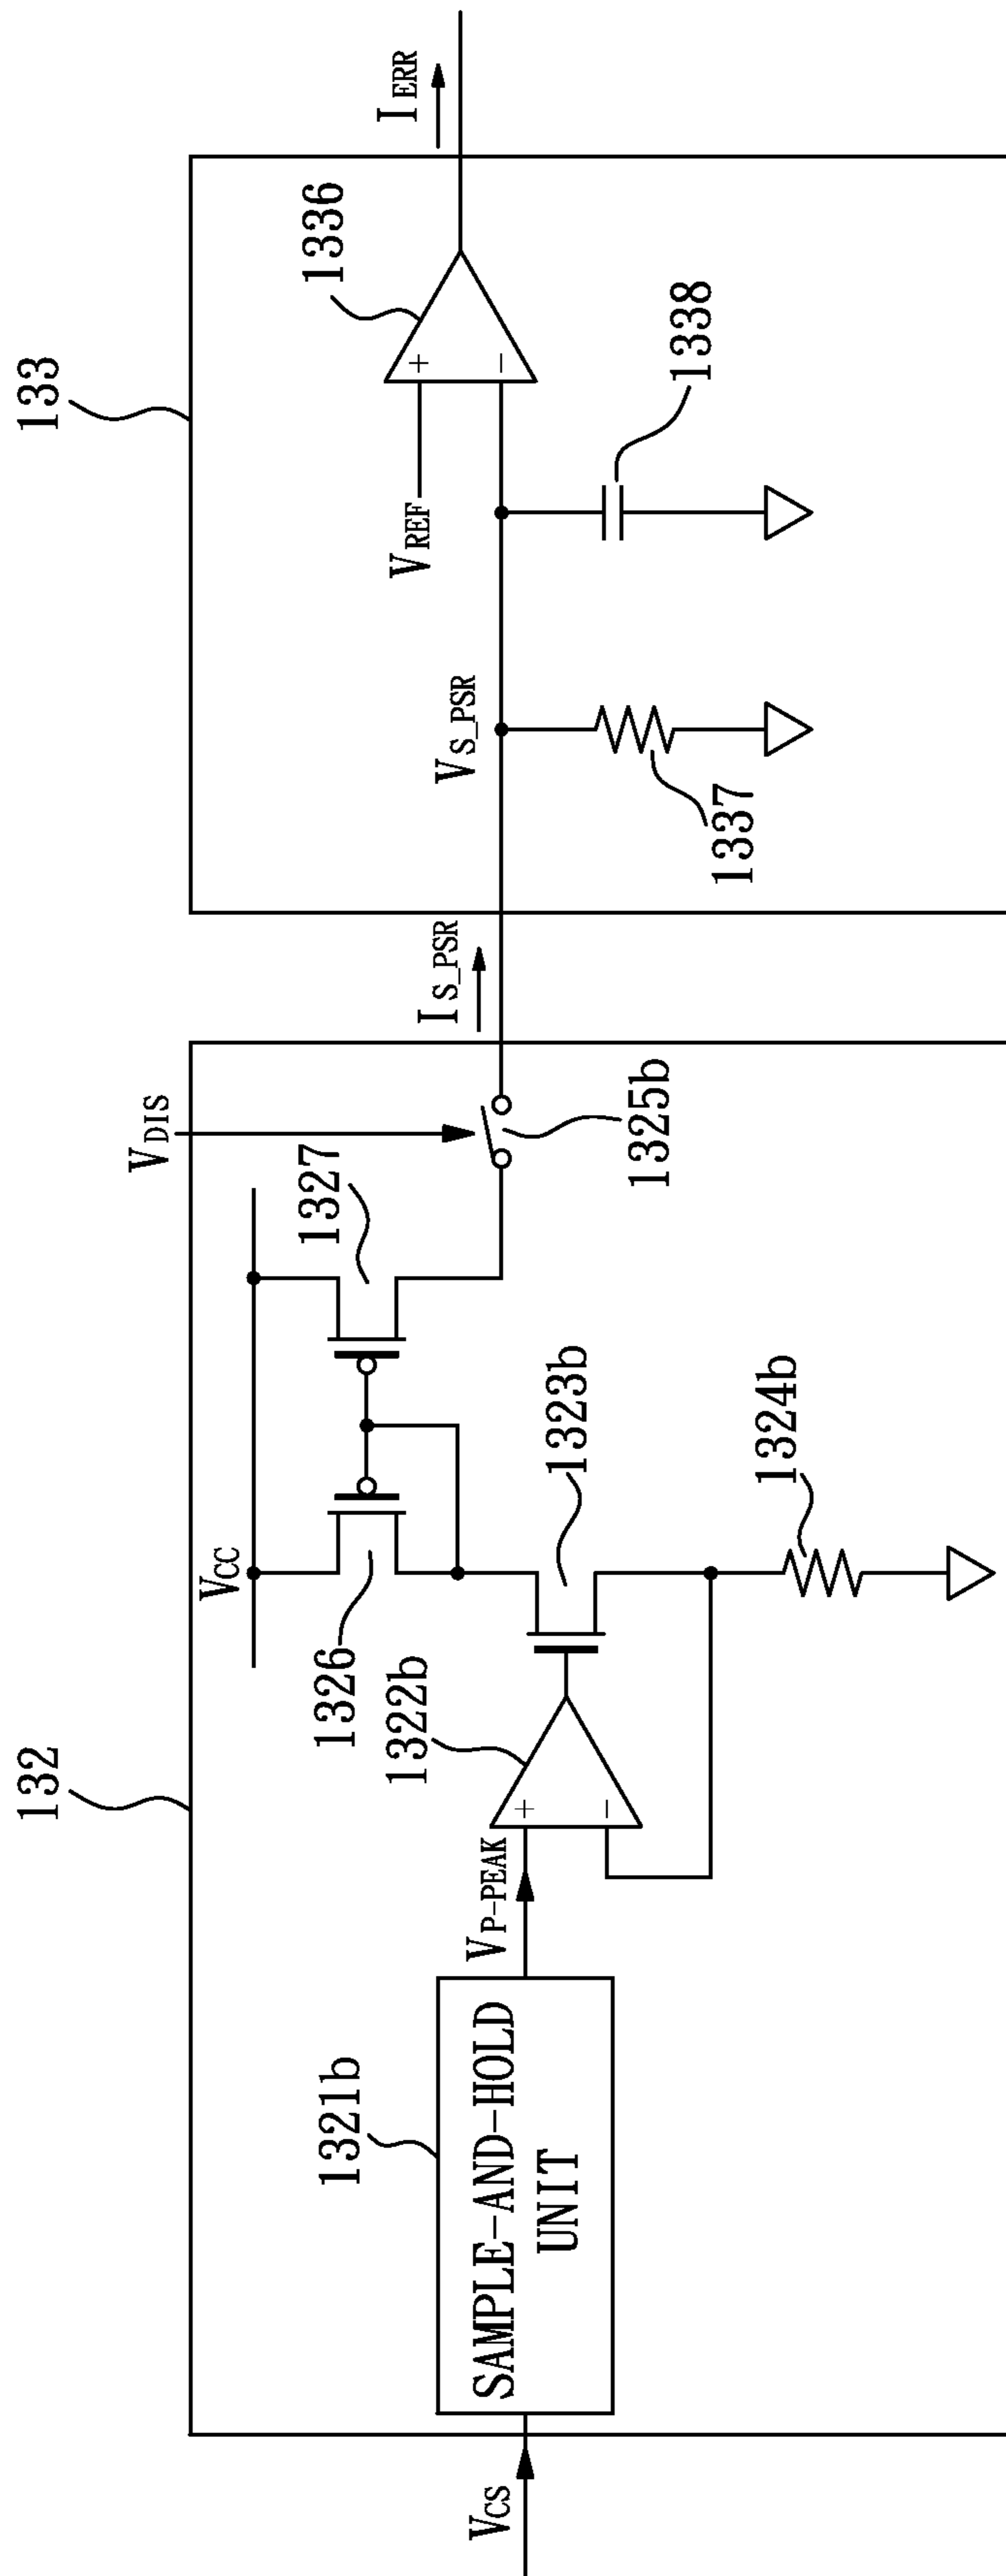 132
133
VCS
1321b
SAMPLE-AND-HOLD
UNIT
VP-PEAK
+
−
1322b
1323b
1324b
VCC
1326
1327
VDIS
1325b
IS_PSR
VS_PSR
1337
1338
VREF
+
−
1336
IERR